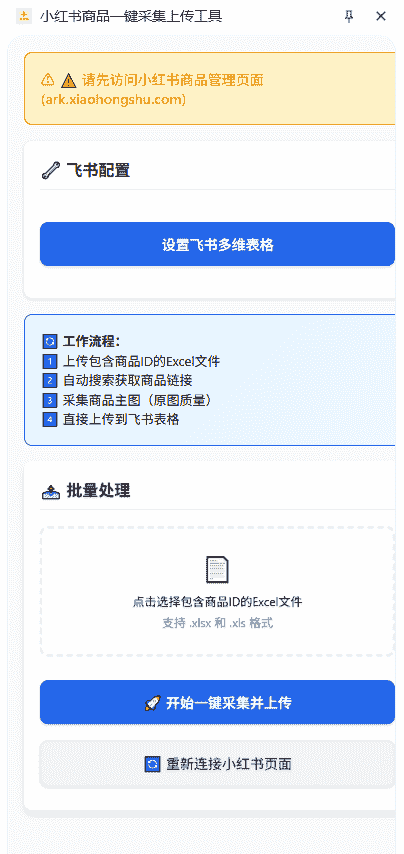 小红书商品一键采集上传工具
⚠ ⚠️ 请先访问小红书商品管理页面
(ark.xiaohongshu.com)
🔧 飞书配置
设置飞书多维表格
🔄 工作流程：
1️⃣ 上传包含商品ID的Excel文件
2️⃣ 自动搜索获取商品链接
3️⃣ 采集商品主图（原图质量）
4️⃣ 直接上传到飞书表格
📤 批量处理
点击选择包含商品ID的Excel文件
支持 .xlsx 和 .xls 格式
🚀 开始一键采集并上传
🔄 重新连接小红书页面